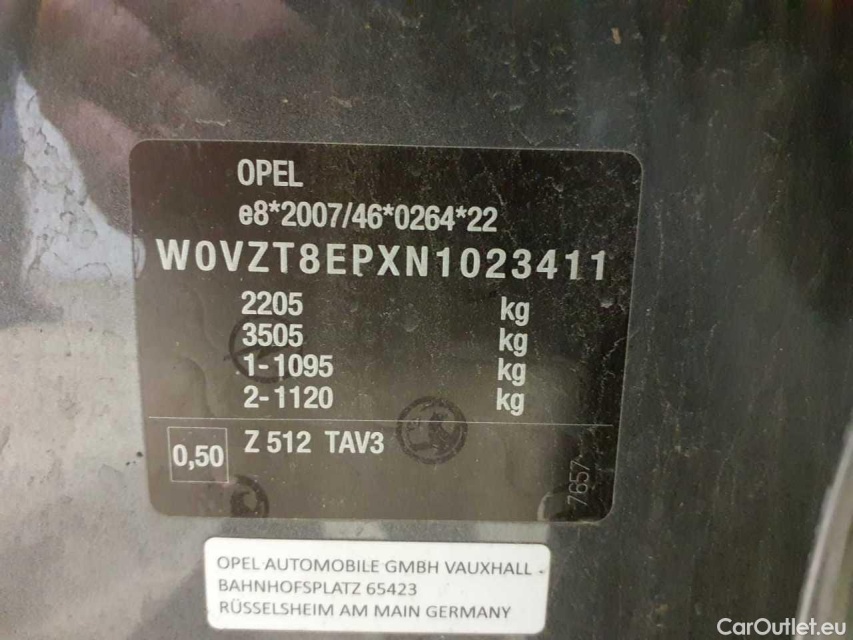 OPEL
e8*2007/46*0264*22
W0VZT8EPXN1023411
2205 kg
3505 kg
1-1095 kg
2-1120 kg
0,50 Z 512 TAV3
7657
OPEL AUTOMOBILE GMBH VAUXHALL
BAHNHOFSPLATZ 65423
RÜSSELSHEIM AM MAIN GERMANY
CarOutlet.eu